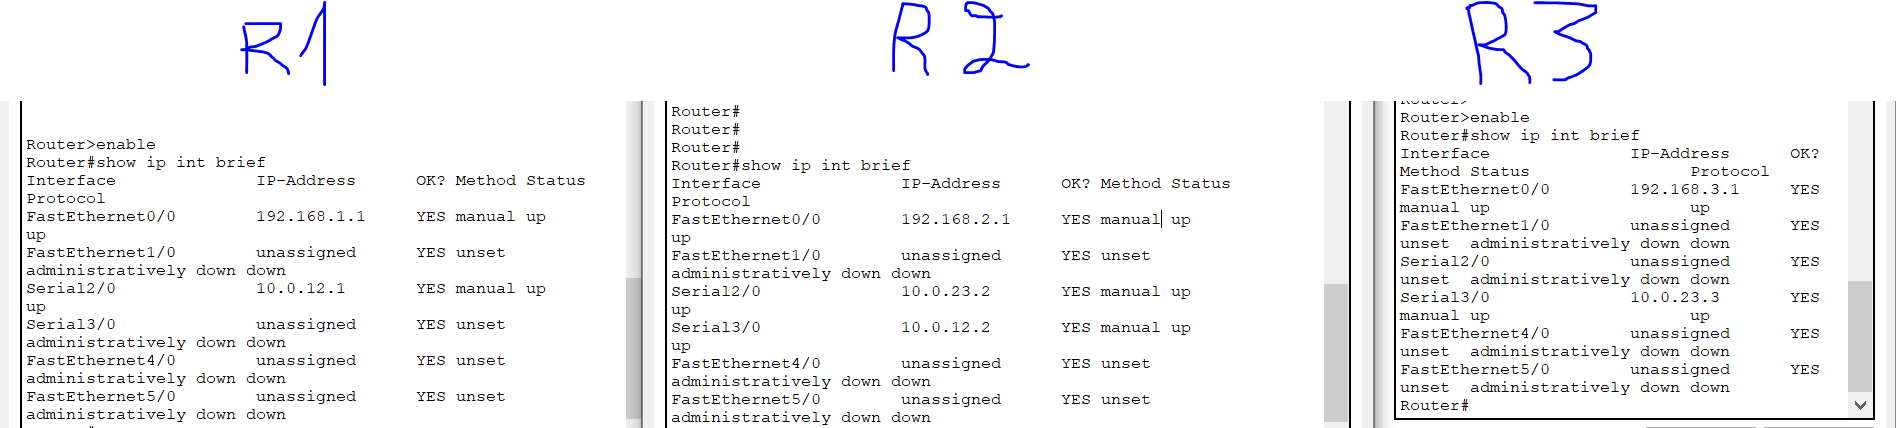 R1
R2
R3
Router>enable
Router#show ip int brief
Interface IP-Address OK? Method Status
Protocol
FastEthernet0/0 192.168.1.1 YES manual up
up
FastEthernet1/0 unassigned YES unset
administratively down down
Serial2/0 10.0.12.1 YES manual up
up
Serial3/0 unassigned YES unset
administratively down down
FastEthernet4/0 unassigned YES unset
administratively down down
FastEthernet5/0 unassigned YES unset
administratively down down
Router#
Router#
Router#
Router#show ip int brief
Interface IP-Address OK? Method Status
Protocol
FastEthernet0/0 192.168.2.1 YES manual up
up
FastEthernet1/0 unassigned YES unset
administratively down down
Serial2/0 10.0.23.2 YES manual up
up
Serial3/0 10.0.12.2 YES manual up
up
FastEthernet4/0 unassigned YES unset
administratively down down
FastEthernet5/0 unassigned YES unset
administratively down down
Router>
Router>enable
Router#show ip int brief
Interface IP-Address OK?
Method Status Protocol
FastEthernet0/0 192.168.3.1 YES
manual up up
FastEthernet1/0 unassigned YES
unset administratively down down
Serial2/0 unassigned YES
unset administratively down down
Serial3/0 10.0.23.3 YES
manual up up
FastEthernet4/0 unassigned YES
unset administratively down down
FastEthernet5/0 unassigned YES
unset administratively down down
Router#